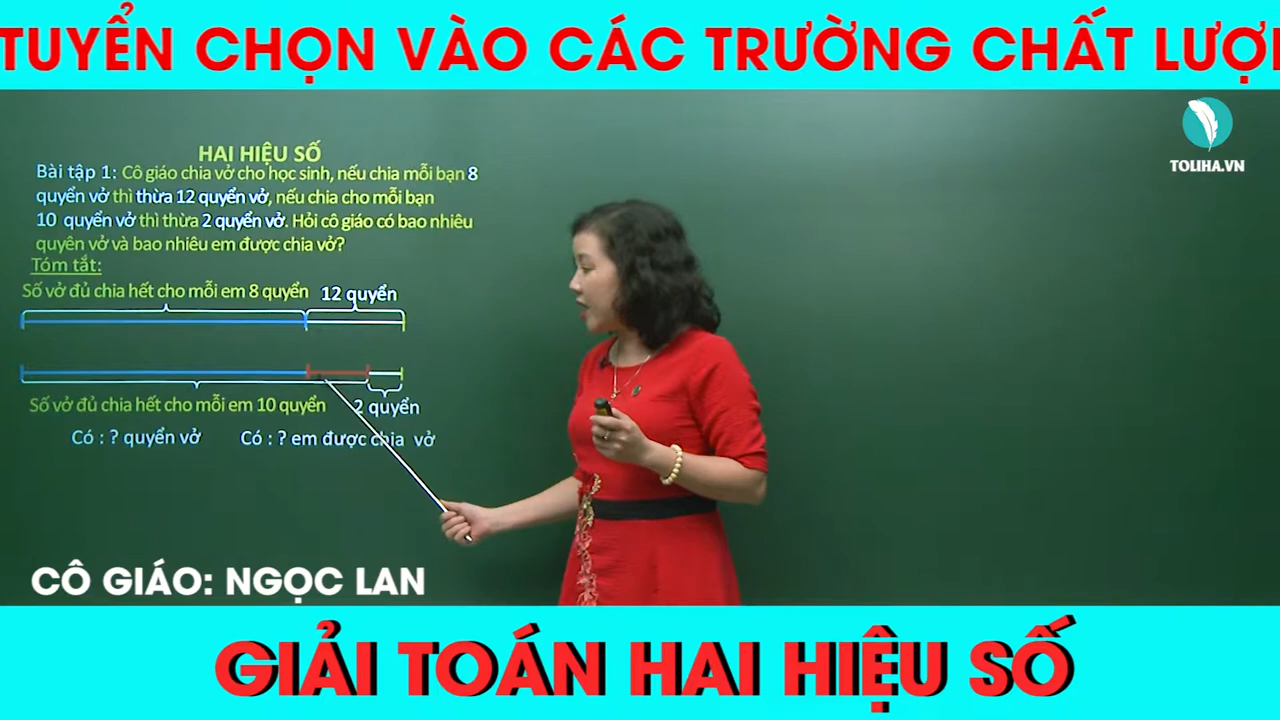 TUYỂN CHỌN VÀO CÁC TRƯỜNG CHẤT LƯỢ
TOLIHA.VN
HAI HIỆU SỐ
Bài tập 1: Cô giáo chia vở cho học sinh, nếu chia mỗi bạn 8
quyển vở thì thừa 12 quyển vở, nếu chia cho mỗi bạn
10 quyển vở thì thừa 2 quyển vở. Hỏi cô giáo có bao nhiêu
quyên vở và bao nhiêu em được chia vở?
Tóm tắt:
Số vở đủ chia hết cho mỗi em 8 quyển 12 quyển
Số vở đủ chia hết cho mỗi em 10 quyển 2 quyển
Có : ? quyển vở Có : ? em được chia vở
CÔ GIÁO: NGỌC LAN
GIẢI TOÁN HAI HIỆU SỐ